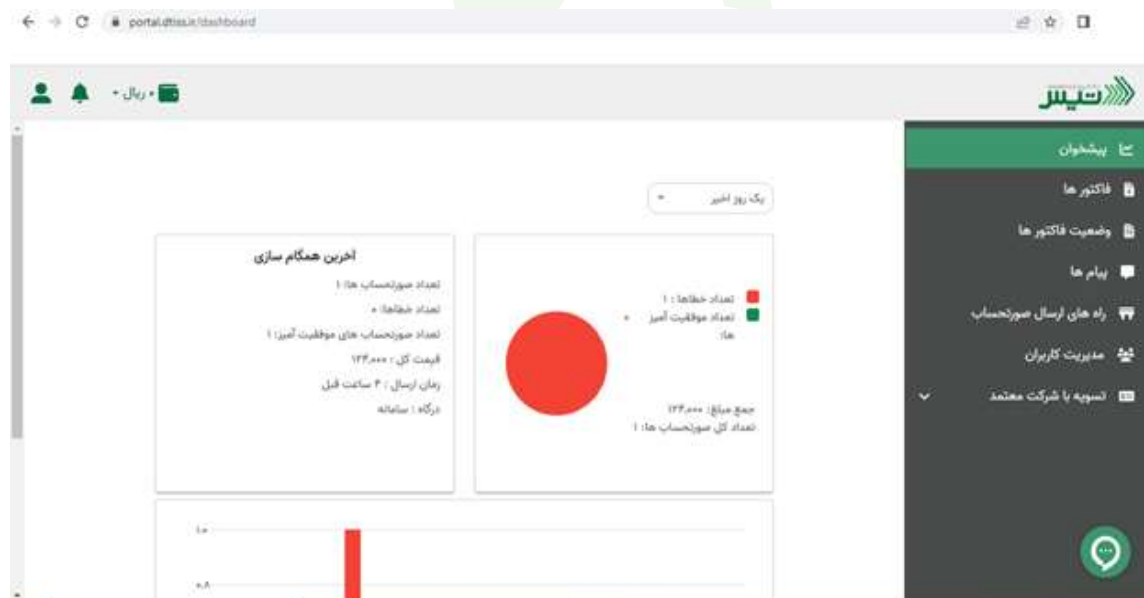 portal.dtiss.ir/dashboard
۰ ریال
تیس
پیشخوان
فاکتور ها
وضعیت فاکتور ها
پیام ها
راه های ارسال صورتحساب
مدیریت کاربران
تسویه با شرکت معتمد
یک روز اخیر
تعداد خطاها : ۱
تعداد موفقیت آمیز ۰
ها:
جمع مبلغ: ۱۲۴,۰۰۰
تعداد کل صورتحساب ها: ۱
آخرین همگام سازی
تعداد صورتحساب ها: ۱
تعداد خطاها: ۰
تعداد صورتحساب های موفقیت آمیز: ۱
قیمت کل : ۱۲۴,۰۰۰
زمان ارسال : ۴ ساعت قبل
درگاه : سامانه
۱.۰
۰.۸